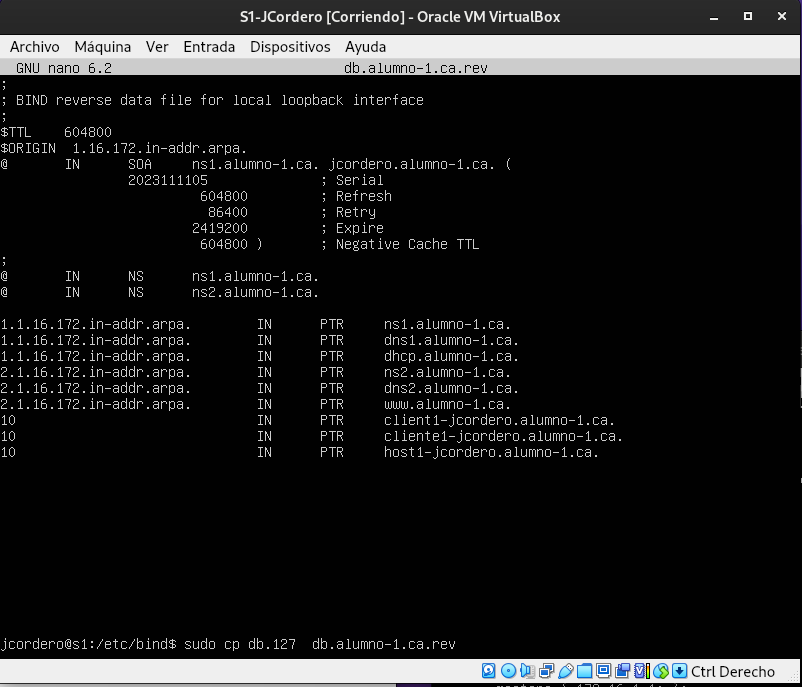 S1-JCordero [Corriendo] - Oracle VM VirtualBox
Archivo Máquina Ver Entrada Dispositivos Ayuda
GNU nano 6.2 db.alumno-1.ca.rev
;
; BIND reverse data file for local loopback interface
;
$TTL 604800
$ORIGIN 1.16.172.in-addr.arpa.
@ IN SOA ns1.alumno-1.ca. jcordero.alumno-1.ca. (
2023111105 ; Serial
604800 ; Refresh
86400 ; Retry
2419200 ; Expire
604800 ) ; Negative Cache TTL
;
@ IN NS ns1.alumno-1.ca.
@ IN NS ns2.alumno-1.ca.
1.1.16.172.in-addr.arpa. IN PTR ns1.alumno-1.ca.
1.1.16.172.in-addr.arpa. IN PTR dns1.alumno-1.ca.
1.1.16.172.in-addr.arpa. IN PTR dhcp.alumno-1.ca.
2.1.16.172.in-addr.arpa. IN PTR ns2.alumno-1.ca.
2.1.16.172.in-addr.arpa. IN PTR dns2.alumno-1.ca.
2.1.16.172.in-addr.arpa. IN PTR www.alumno-1.ca.
10 IN PTR client1-jcordero.alumno-1.ca.
10 IN PTR cliente1-jcordero.alumno-1.ca.
10 IN PTR host1-jcordero.alumno-1.ca.
jcordero@s1:/etc/bind$ sudo cp db.127 db.alumno-1.ca.rev
Ctrl Derecho